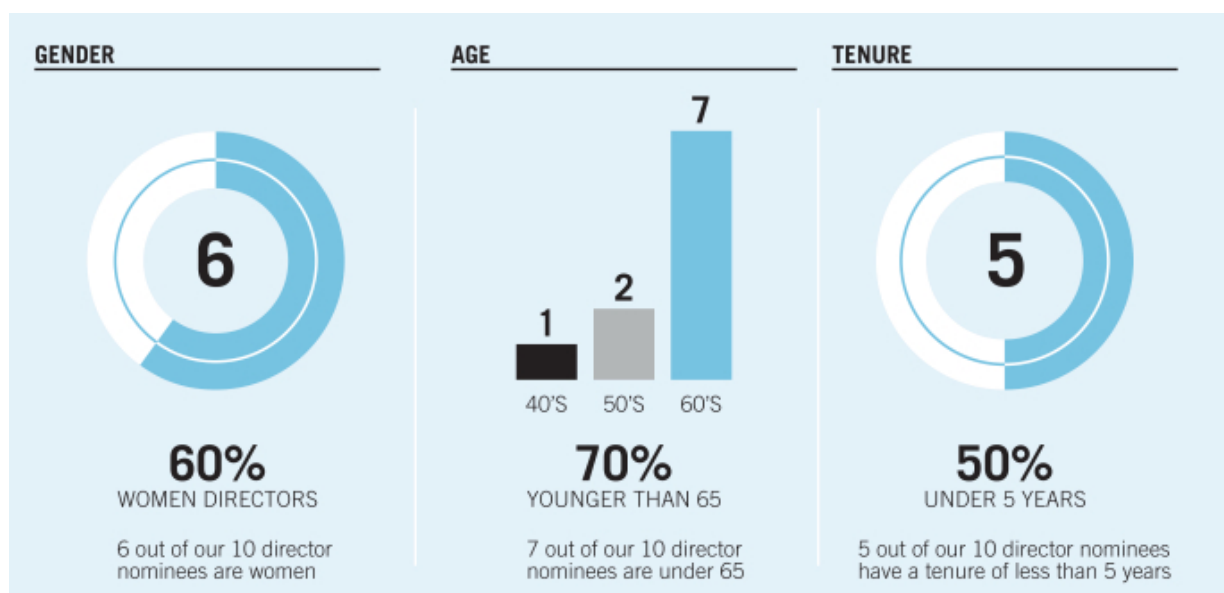 GENDER
6
60%
WOMEN DIRECTORS
6 out of our 10 director
nominees are women
AGE
7
2
1
40'S 50'S 60'S
70%
YOUNGER THAN 65
7 out of our 10 director
nominees are under 65
TENURE
5
50%
UNDER 5 YEARS
5 out of our 10 director nominees
have a tenure of less than 5 years